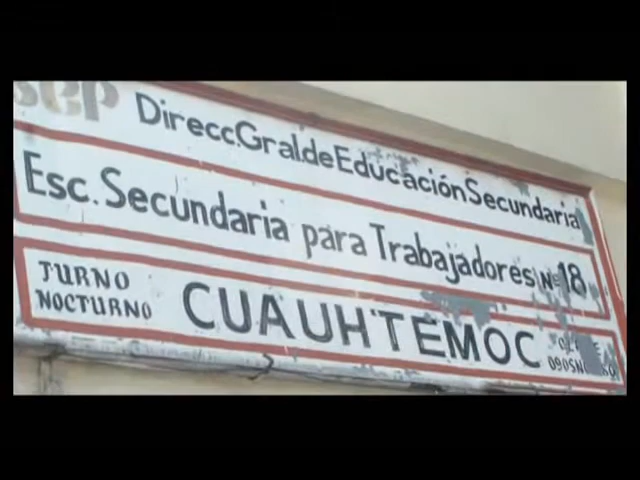 sep
Direcc.Gral.de Educación Secundaria
Esc. Secundaria para Trabajadores Nº 18
TURNO
NOCTURNO
CUAUHTEMOC